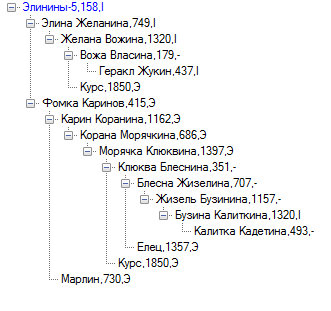 Элинины-5,158,I
Элина Желанина,749,I
Желана Вожина,1320,I
Вожа Власина,179,-
Геракл Жукин,437,I
Курс,1850,Э
Фомка Каринов,415,Э
Карин Коранина,1162,Э
Корана Морячкина,686,Э
Морячка Клюквина,1397,Э
Клюква Блеснина,351,-
Блесна Жизелина,707,-
Жизель Бузинина,1157,-
Бузина Калиткина,1320,I
Калитка Кадетина,493,-
Елец,1357,Э
Курс,1850,Э
Марлин,730,Э